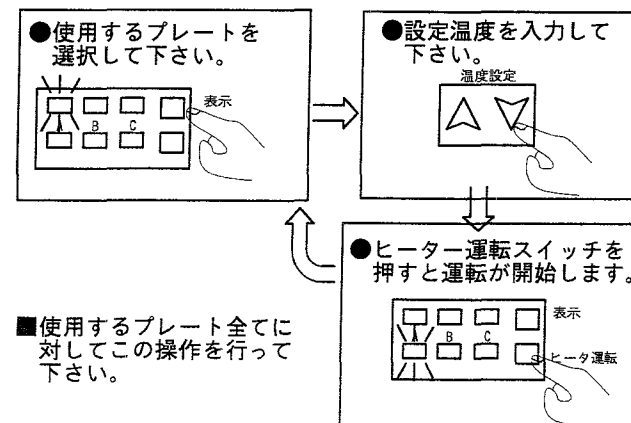 ●使用するプレートを
選択して下さい。
表示
A B C
●設定温度を入力して
下さい。
温度設定
●ヒーター運転スイッチを
押すと運転が開始します。
表示
A B C
ヒータ運転
■使用するプレート全てに
対してこの操作を行って
下さい。